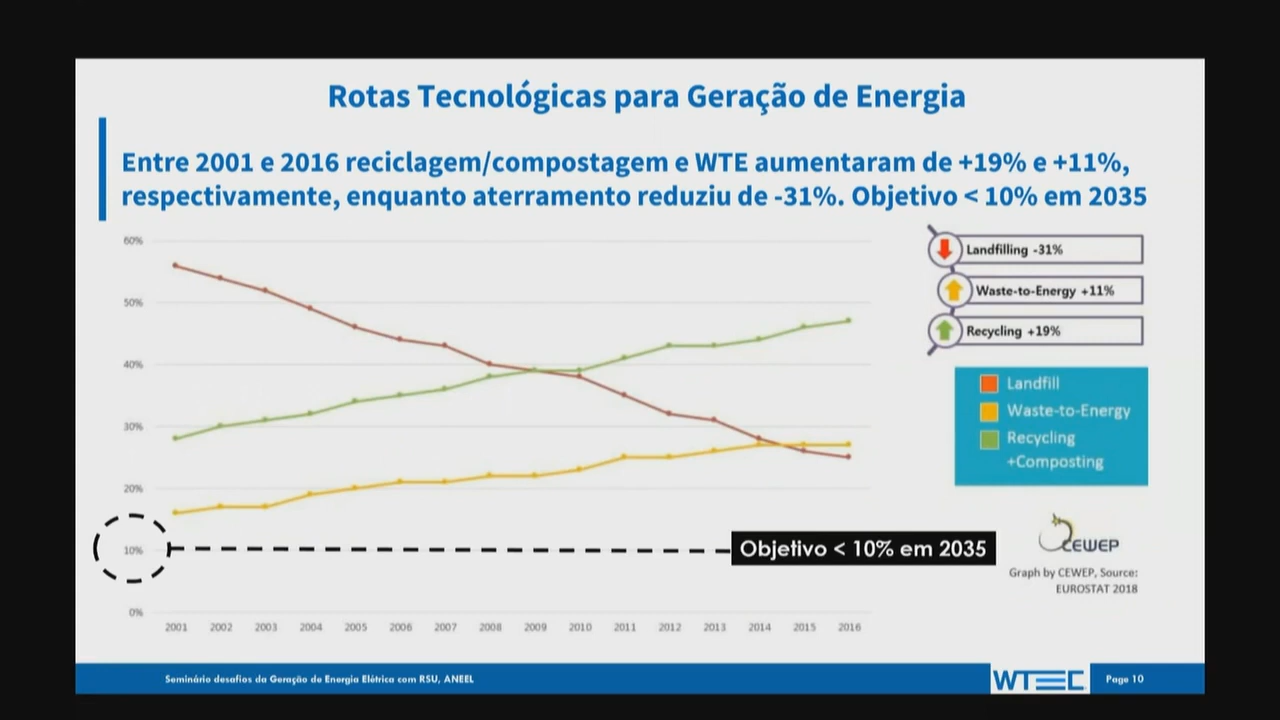 Rotas Tecnológicas para Geração de Energia
Entre 2001 e 2016 reciclagem/compostagem e WTE aumentaram de +19% e +11%,
respectivamente, enquanto aterramento reduziu de -31%. Objetivo < 10% em 2035
60%
50%
40%
30%
20%
10%
0%
2001 2002 2003 2004 2005 2006 2007 2008 2009 2010 2011 2012 2013 2014 2015 2016
Objetivo < 10% em 2035
Landfilling -31%
Waste-to-Energy +11%
Recycling +19%
Landfill
Waste-to-Energy
Recycling
+Composting
CEWEP
Graph by CEWEP, Source:
EUROSTAT 2018
Seminário desafios da Geração de Energia Elétrica com RSU, ANEEL
WTEC
Page 10